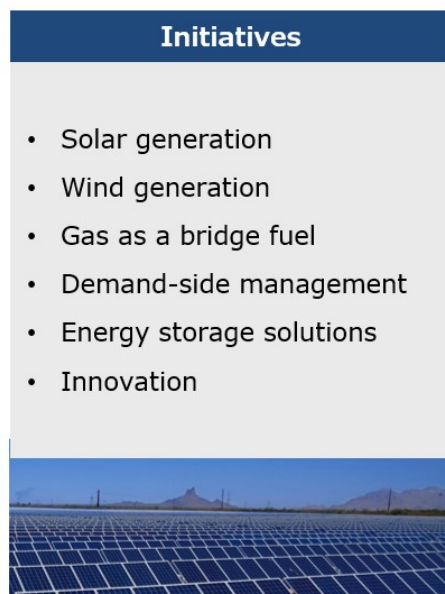 Initiatives
• Solar generation
• Wind generation
• Gas as a bridge fuel
• Demand-side management
• Energy storage solutions
• Innovation